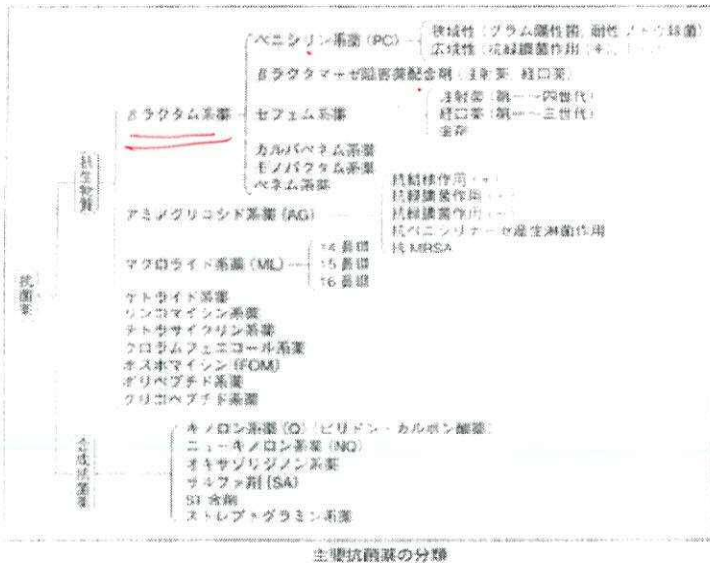 ペニシリン系薬 (PC)
狭域性 (グラム陽性菌, 耐性ブドウ球菌)
広域性 (抗緑膿菌作用 (+),
βラクタマーゼ阻害薬配合剤 (注射薬, 経口薬)
βラクタム系薬
セフェム系薬
注射薬 (第一〜四世代)
経口薬 (第一〜三世代)
合剤
カルバペネム系薬
モノバクタム系薬
ペネム系薬
抗生物質
アミノグリコシド系薬 (AG)
抗結核作用 (+)
抗緑膿菌作用
抗緑膿菌作用
抗ペニシリナーゼ産生淋菌作用
抗MRSA
マクロライド系薬 (ML)
14員環
15員環
16員環
抗菌薬
ケトライド系薬
リンコマイシン系薬
テトラサイクリン系薬
クロラムフェニコール系薬
ホスホマイシン (FOM)
ポリペプチド系薬
グリコペプチド系薬
合成抗菌薬
キノロン系薬 (Q) (ピリドン・カルボン酸薬)
ニューキノロン系薬 (NQ)
オキサゾリジノン系薬
サルファ剤 (SA)
ST合剤
ストレプトグラミン系薬
主要抗菌薬の分類